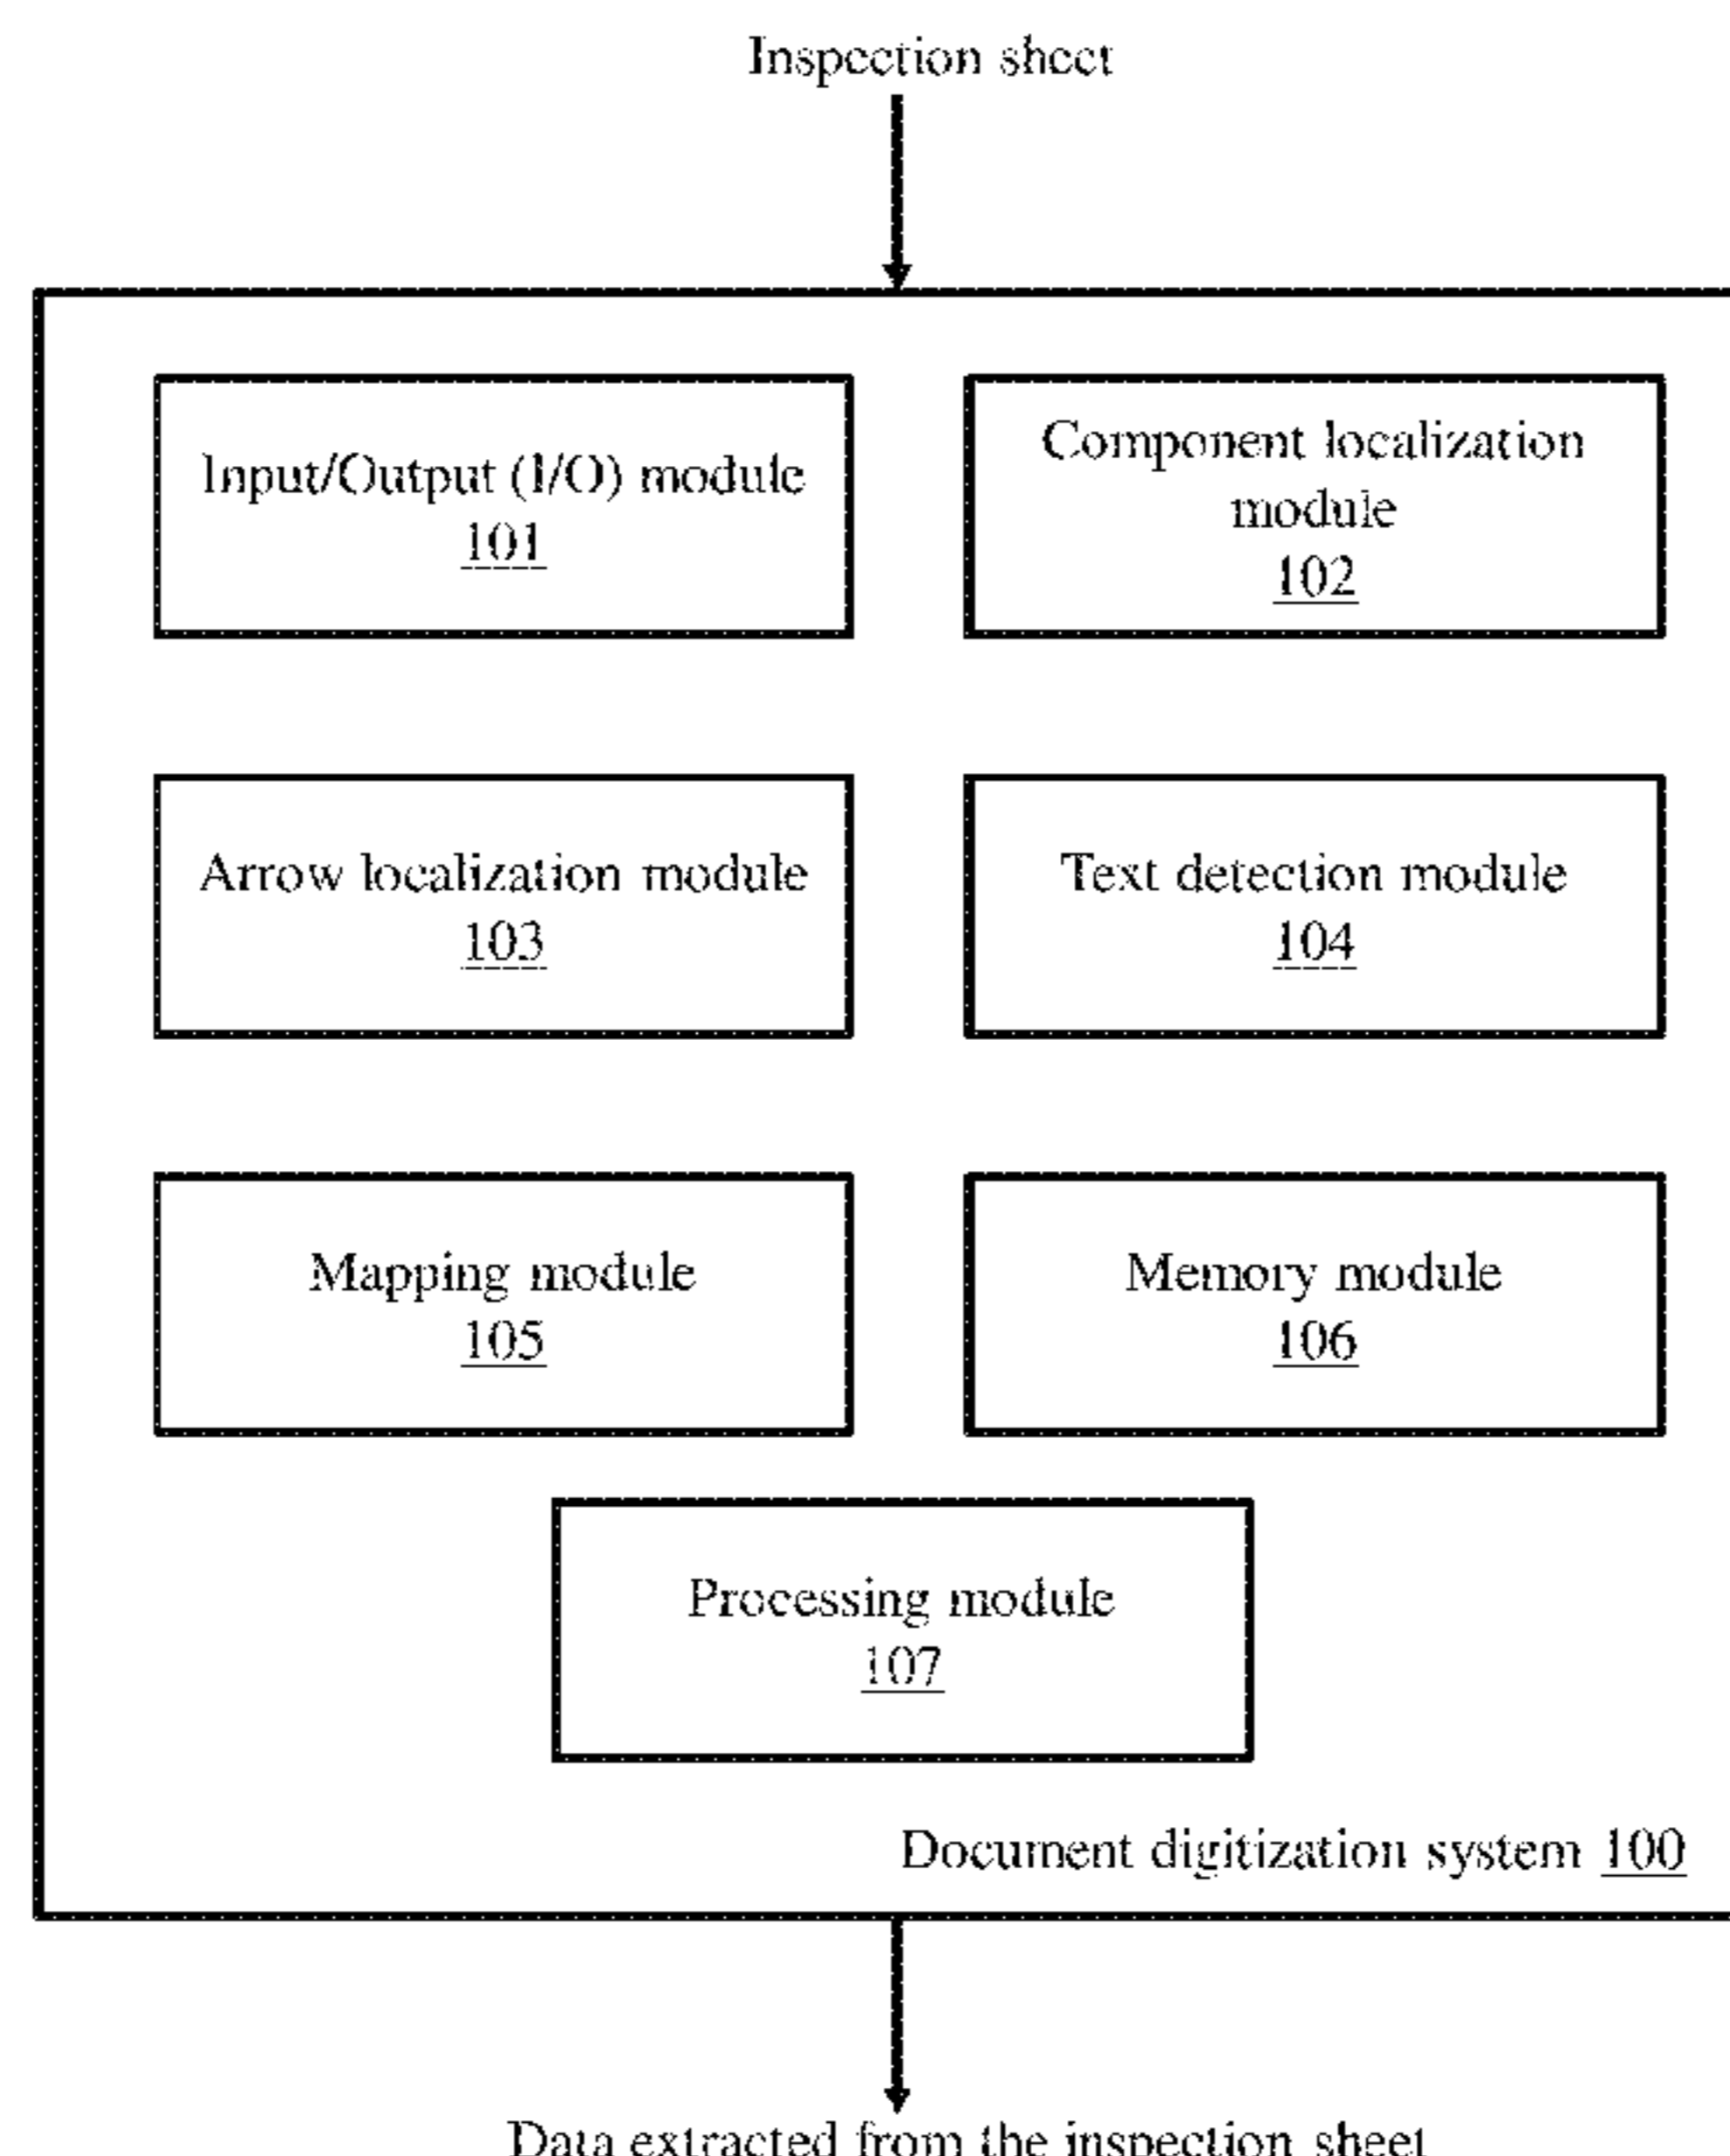 Inspection sheet
Input/Output (I/O) module
101
Component localization
module
102
Arrow localization module
103
Text detection module
104
Mapping module
105
Memory module
106
Processing module
107
Document digitization system 100
Data extracted from the inspection sheet